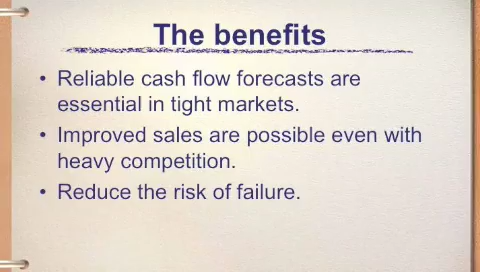 The benefits
• Reliable cash flow forecasts are
essential in tight markets.
• Improved sales are possible even with
heavy competition.
• Reduce the risk of failure.